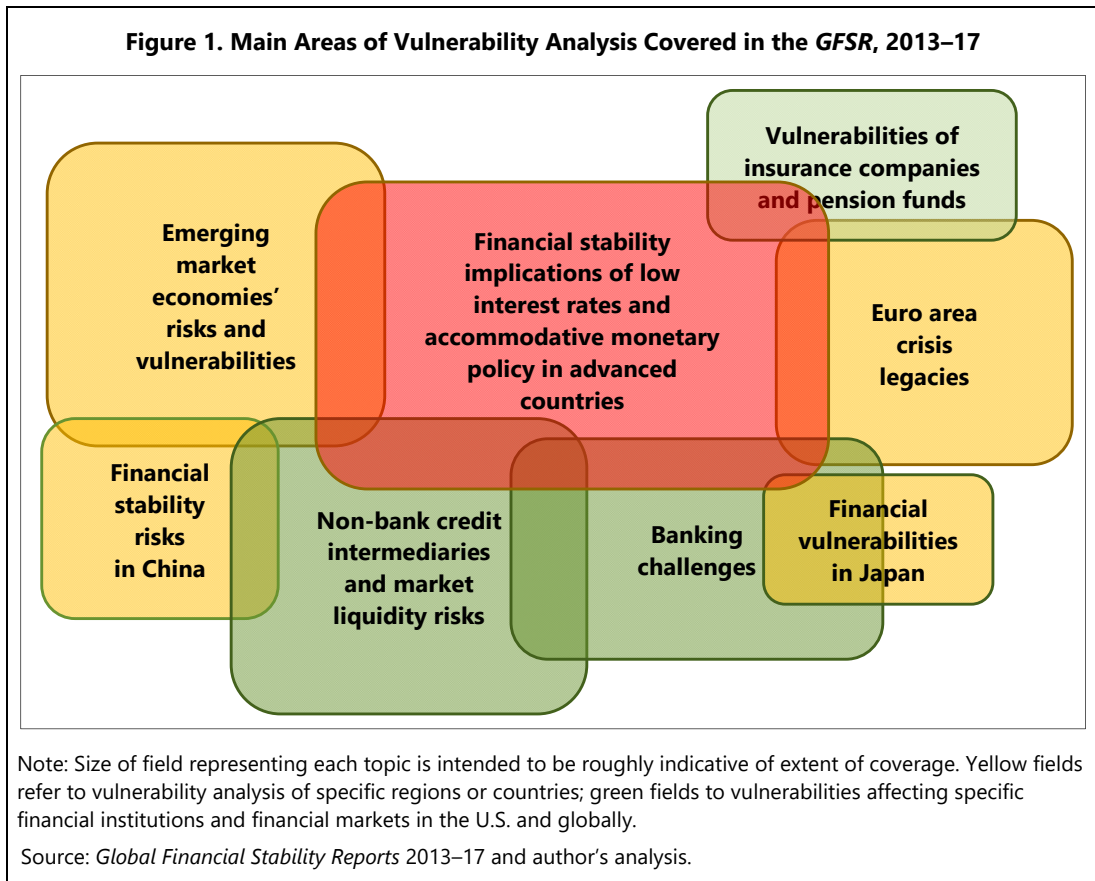 Figure 1. Main Areas of Vulnerability Analysis Covered in the GFSR, 2013–17
Vulnerabilities of
insurance companies
and pension funds
Emerging
market
economies’
risks and
vulnerabilities
Financial stability
implications of low
interest rates and
accommodative monetary
policy in advanced
countries
Euro area
crisis
legacies
Financial
stability
risks
in China
Non-bank credit
intermediaries
and market
liquidity risks
Banking
challenges
Financial
vulnerabilities
in Japan
Note: Size of field representing each topic is intended to be roughly indicative of extent of coverage. Yellow fields
refer to vulnerability analysis of specific regions or countries; green fields to vulnerabilities affecting specific
financial institutions and financial markets in the U.S. and globally.
Source: Global Financial Stability Reports 2013–17 and author’s analysis.